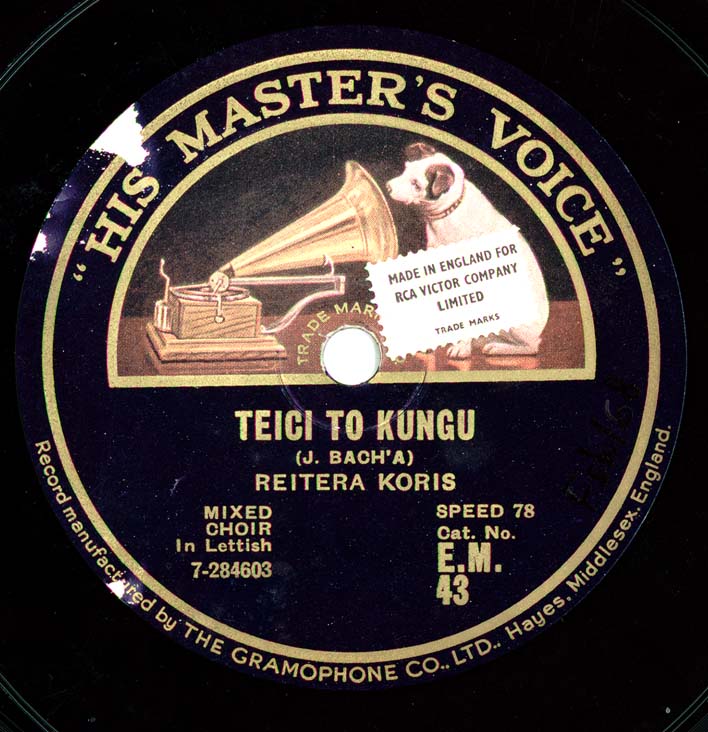 "HIS MASTER'S VOICE"
MADE IN ENGLAND FOR
RCA VICTOR COMPANY
LIMITED
TRADE MARKS
TRADE MAR
TEICI TO KUNGU
(J. BACH'A)
REITERA KORIS
MIXED
CHOIR
In Lettish
7-284603
SPEED 78
Cat. No.
E.M.
43
Record manufactured by THE GRAMOPHONE CO., LTD., Hayes, Middlesex, England.